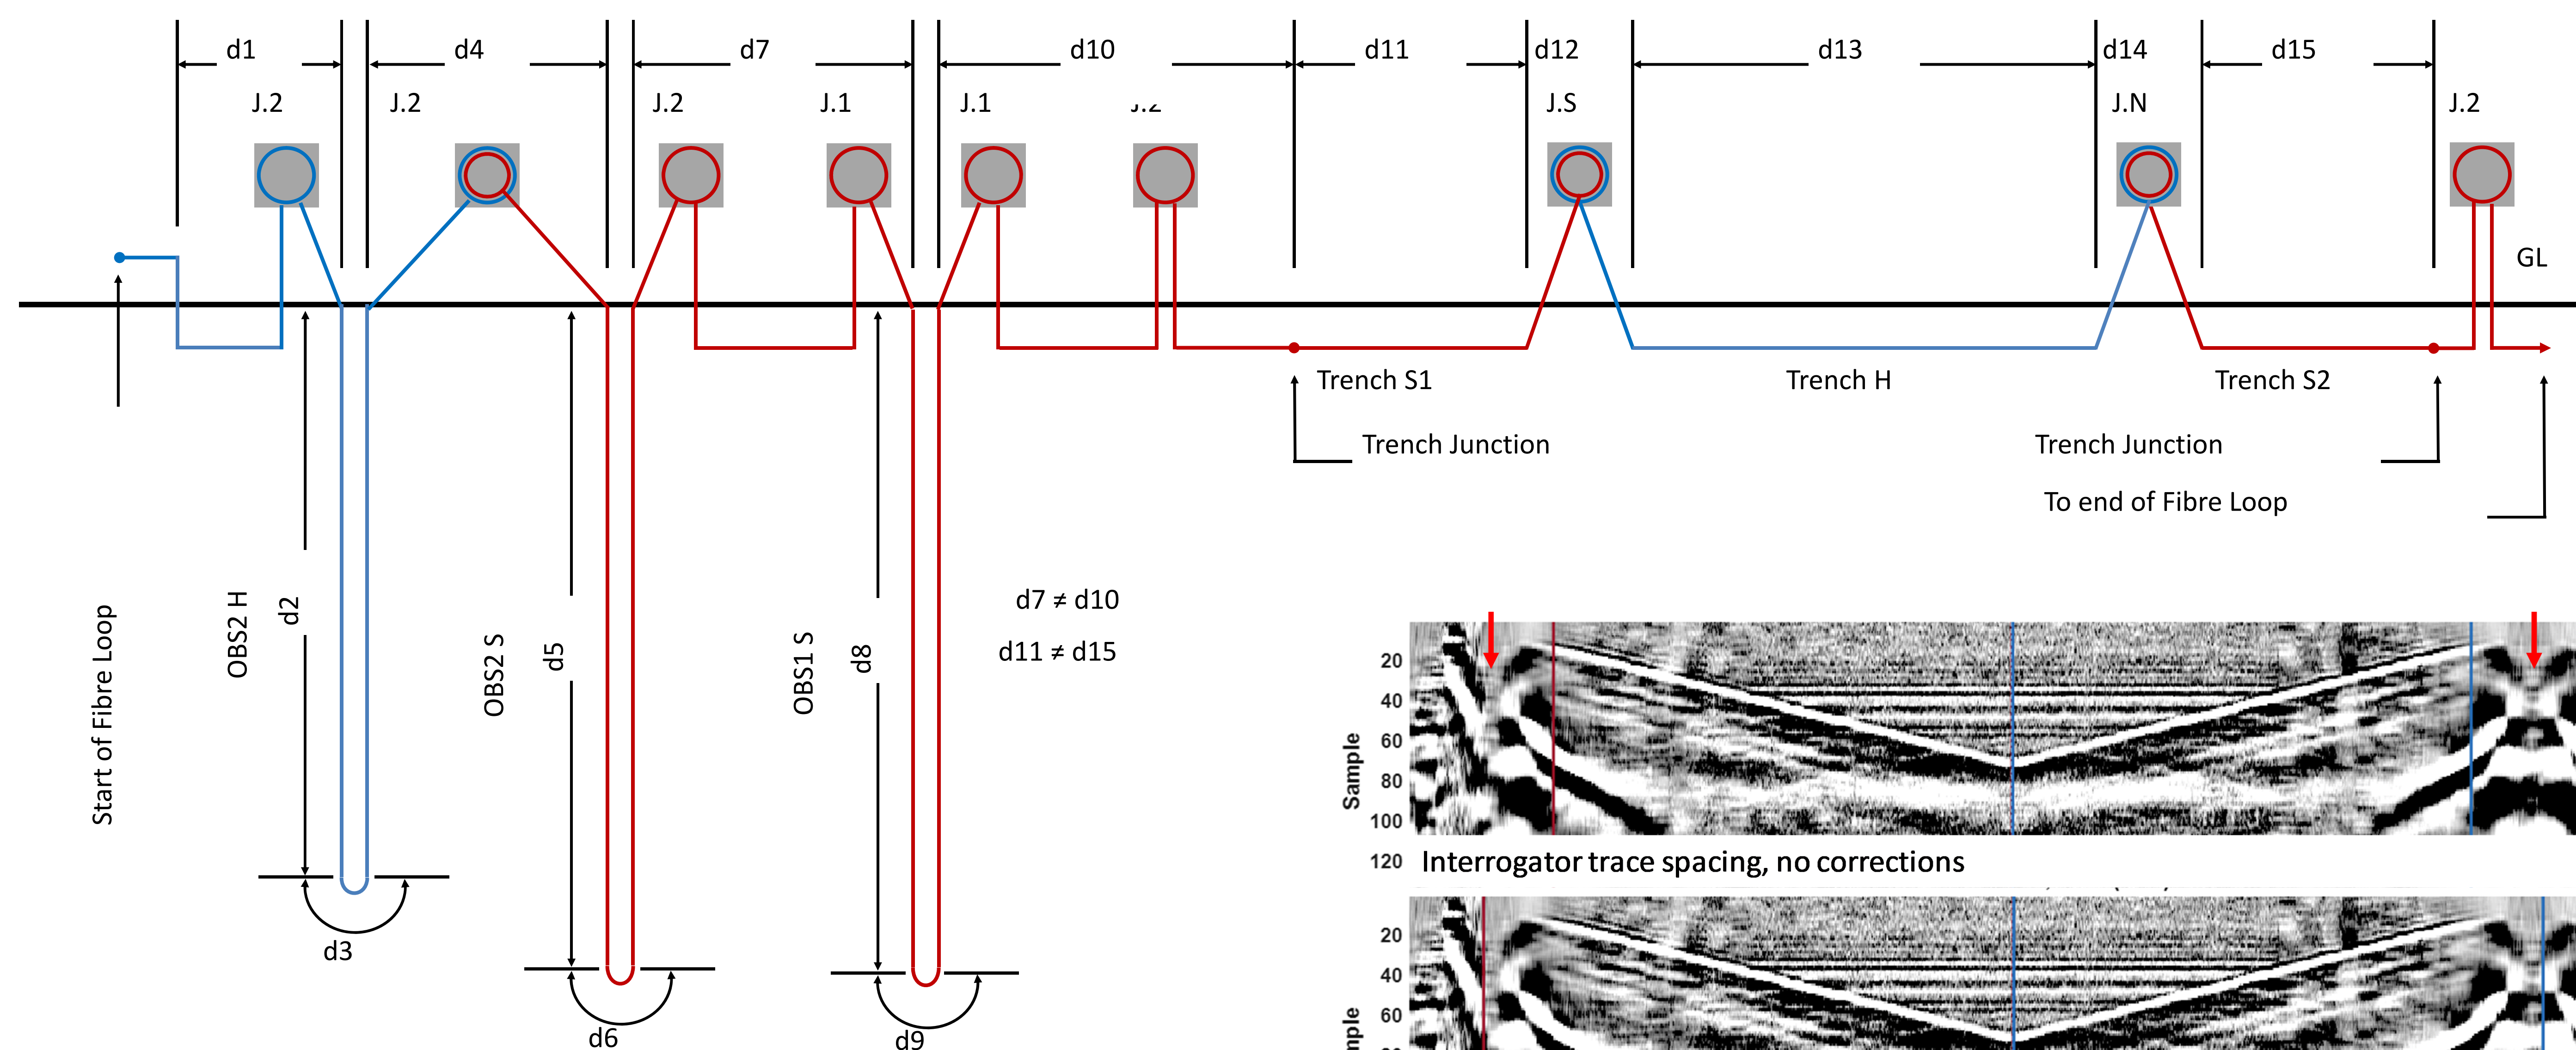 d1
d4
d7
d10
d11
d12
d13
d14
d15
J.2
J.2
J.2
J.1
J.1
J.2
J.S
J.N
J.2
GL
Trench S1
Trench H
Trench S2
Trench Junction
Trench Junction
To end of Fibre Loop
Start of Fibre Loop
OBS2 H
d2
OBS2 S
d5
OBS1 S
d8
d7 ≠ d10
d11 ≠ d15
d3
d6
d9
Sample
20
40
60
80
100
120
Interrogator trace spacing, no corrections
20
40
60